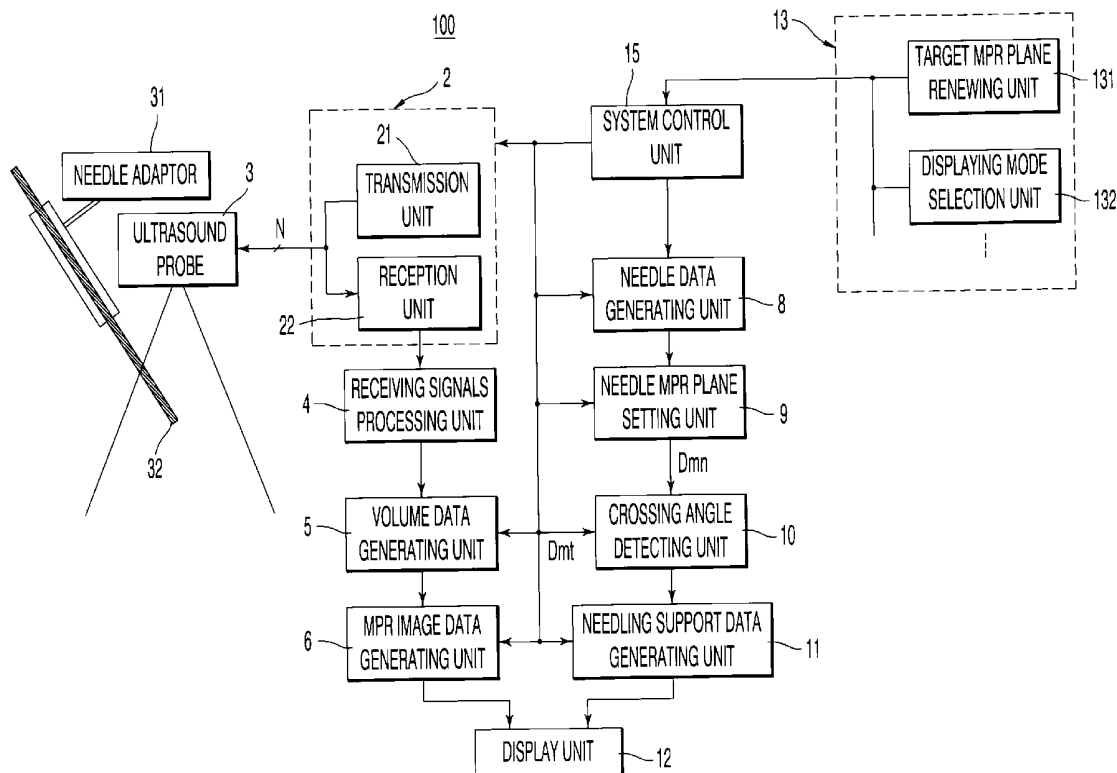 100
13
15
2
TARGET MPR PLANE
RENEWING UNIT
131
31
21
SYSTEM CONTROL
UNIT
NEEDLE ADAPTOR
3
TRANSMISSION
UNIT
DISPLAYING MODE
SELECTION UNIT
132
ULTRASOUND
PROBE
N
RECEPTION
UNIT
22
NEEDLE DATA
GENERATING UNIT
8
RECEIVING SIGNALS
PROCESSING UNIT
4
NEEDLE MPR PLANE
SETTING UNIT
9
32
Dmn
VOLUME DATA
GENERATING UNIT
5
Dmt
CROSSING ANGLE
DETECTING UNIT
10
MPR IMAGE DATA
GENERATING UNIT
6
NEEDLING SUPPORT DATA
GENERATING UNIT
11
DISPLAY UNIT
12